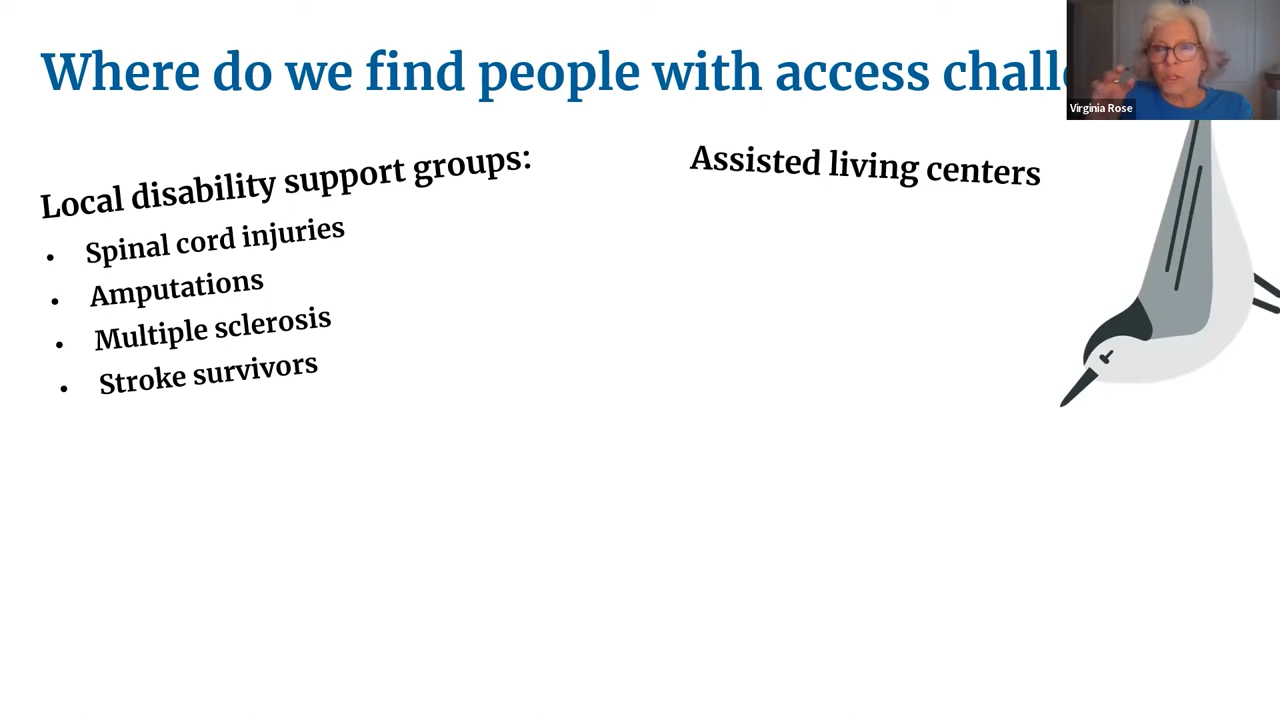 Where do we find people with access chall
Virginia Rose
Local disability support groups:
• Spinal cord injuries
• Amputations
• Multiple sclerosis
• Stroke survivors
Assisted living centers